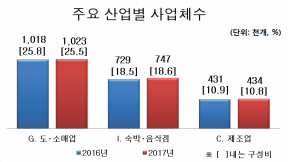 주요 산업별 사업체수
(단위: 천개, %)
1,018 1,023
[25.8] [25.5]
729 747
[18.5] [18.6]
431 434
[10.9] [10.8]
G. 도·소매업 I. 숙박·음식점 C. 제조업
2016년 2017년 ※ [ ]내는 구성비